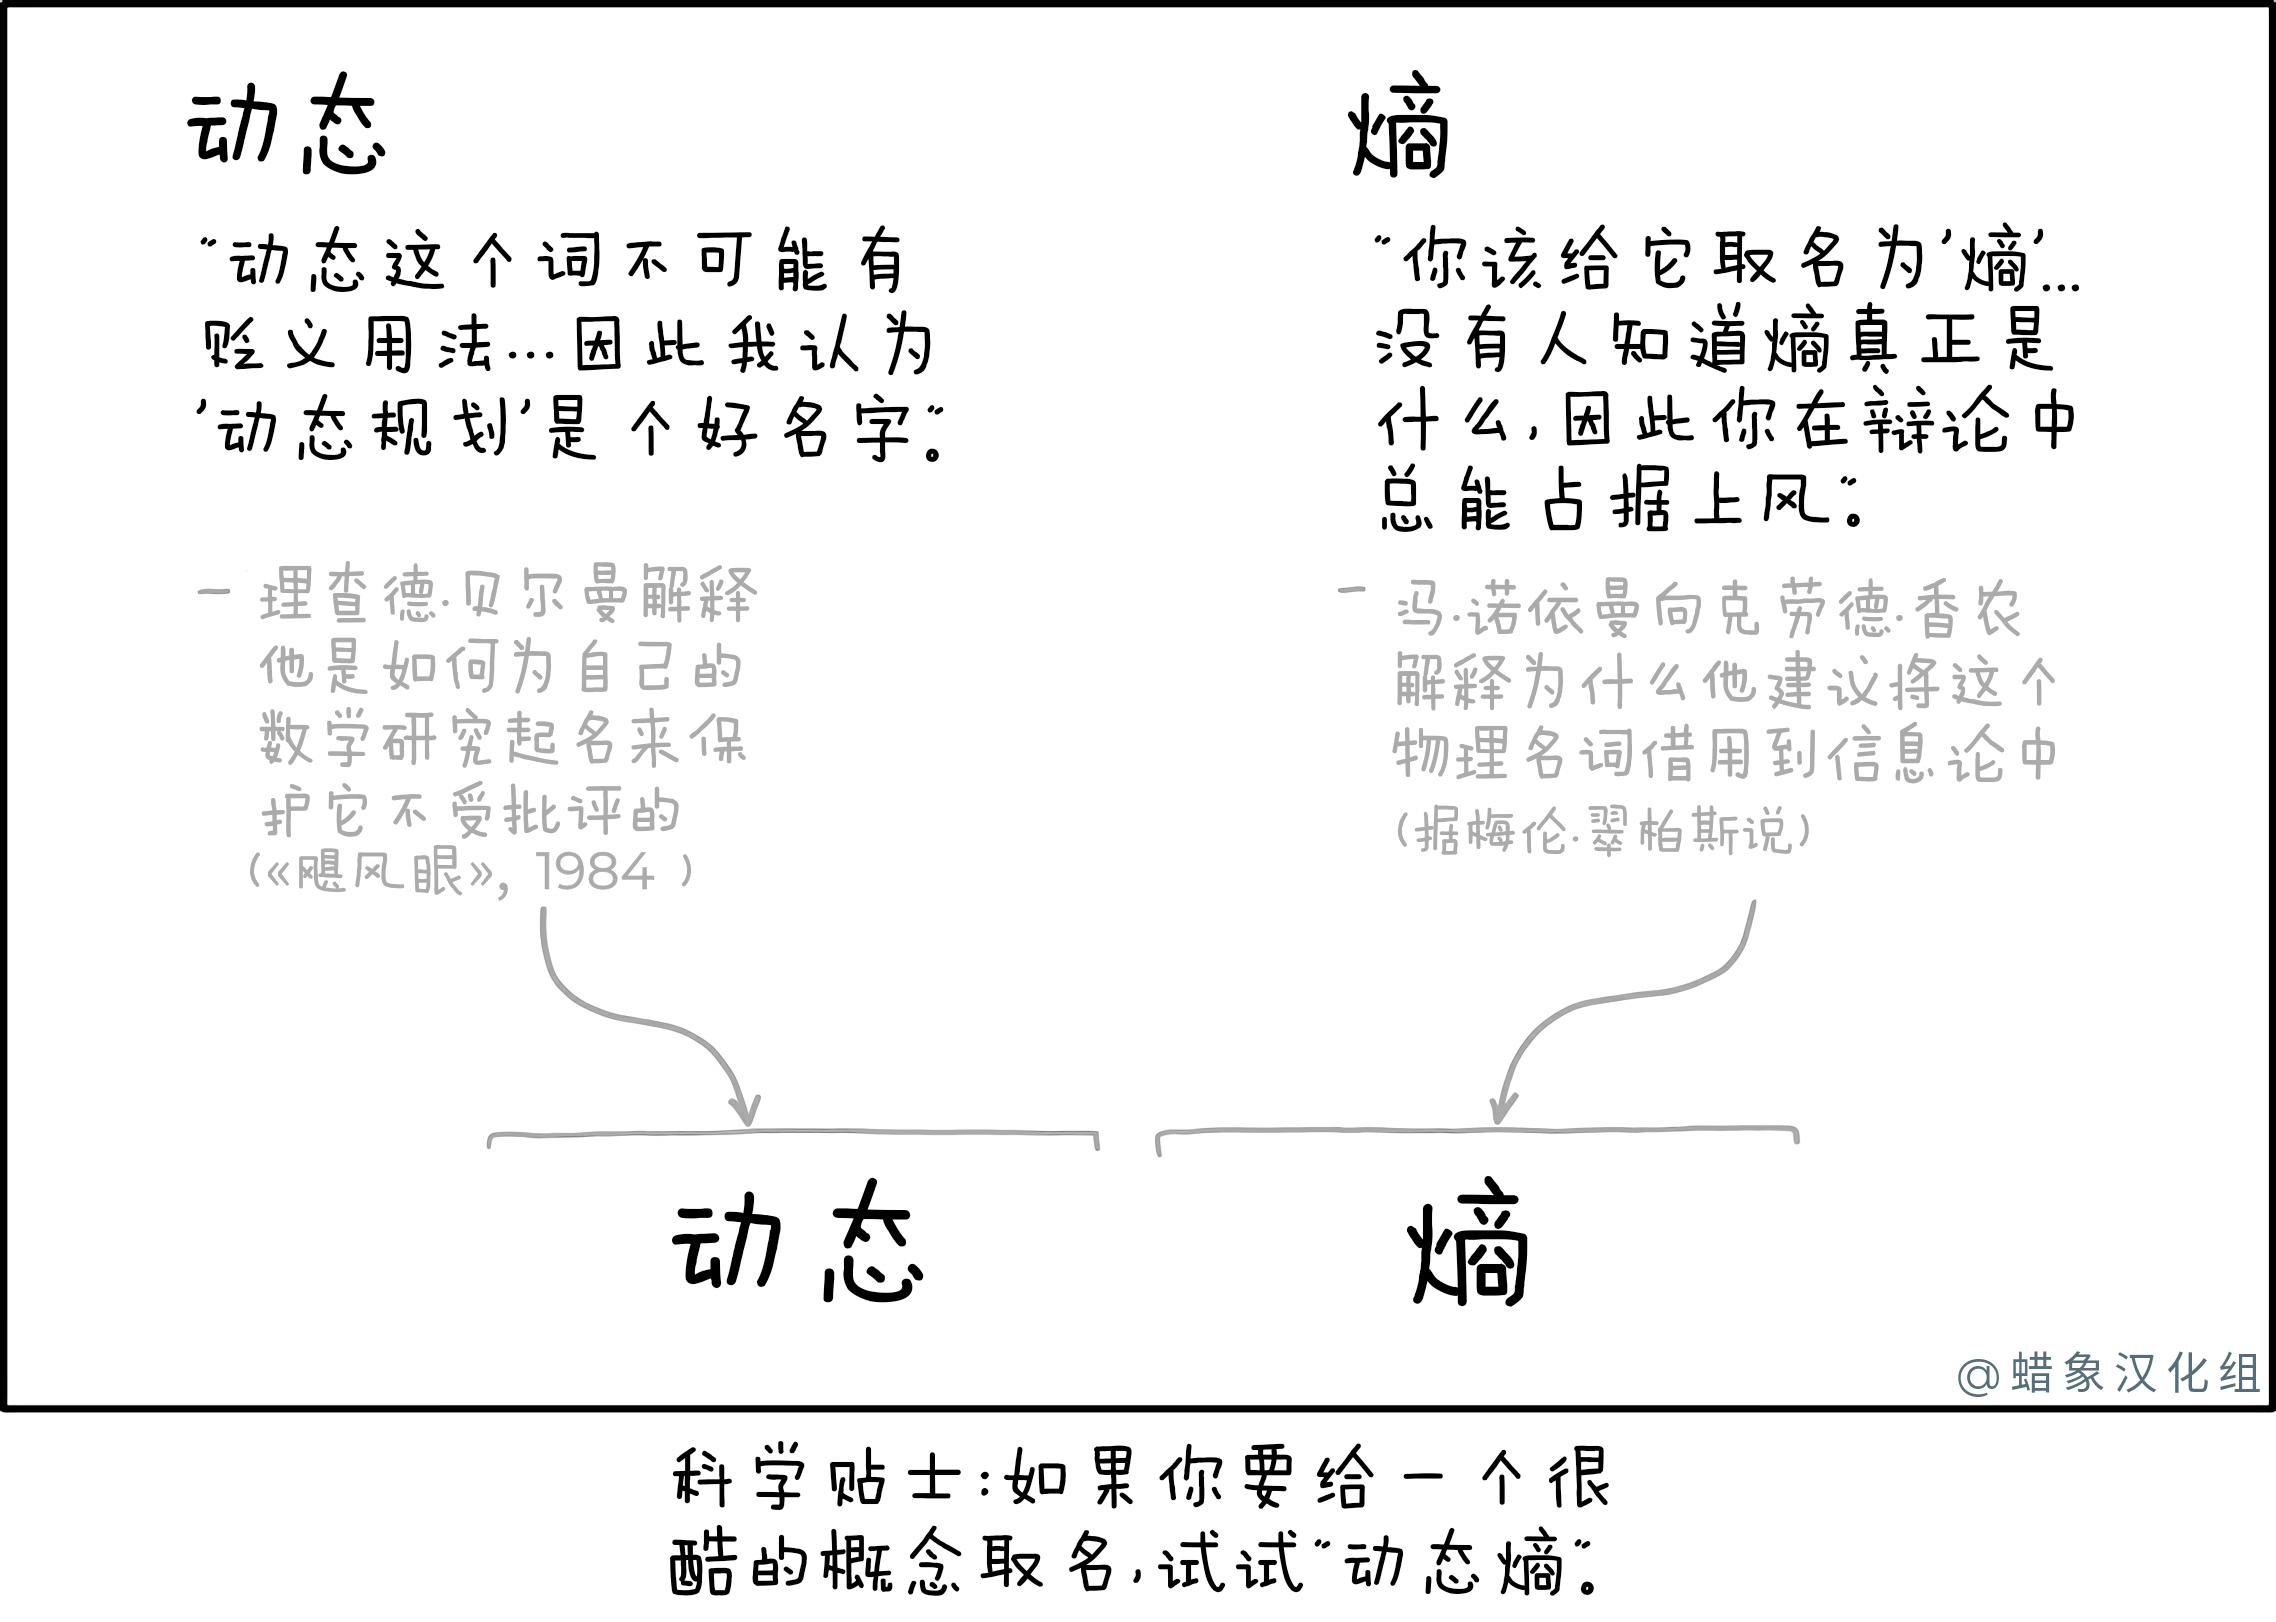 动态
"动态这个词不可能有
贬义用法…因此我认为
'动态规划'是个好名字"。
— 理查德·贝尔曼解释
他是如何为自己的
数学研究起名来保
护它不受批评的
(《飓风眼》, 1984 )
熵
"你该给它取名为'熵'…
没有人知道熵真正是
什么,因此你在辩论中
总能占据上风"。
— 冯·诺依曼向克劳德·香农
解释为什么他建议将这个
物理名词借用到信息论中
(据梅伦·翠柏斯说)
动态
熵
@蜡象汉化组
科学贴士:如果你要给一个很
酷的概念取名,试试"动态熵"。